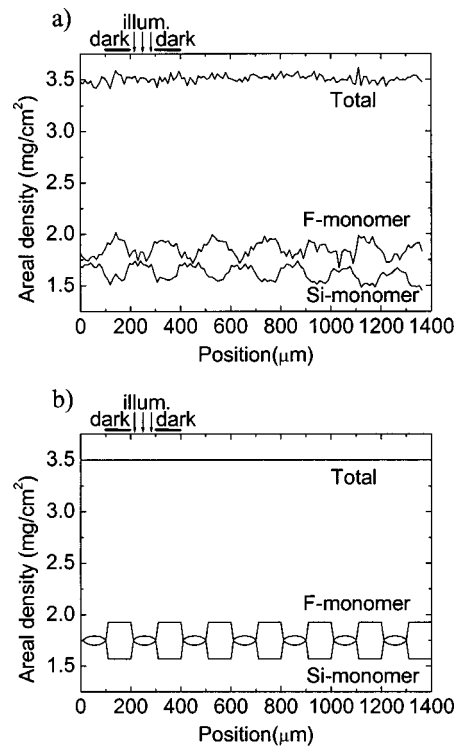 a)
illum.
dark dark
Areal density (mg/cm²)
3.5
3.0
2.5
2.0
1.5
Total
F-monomer
Si-monomer
0 200 400 600 800 1000 1200 1400
Position(μm)
b)
illum.
dark dark
Areal density (mg/cm²)
3.5
3.0
2.5
2.0
1.5
Total
F-monomer
Si-monomer
0 200 400 600 800 1000 1200 1400
Position(μm)